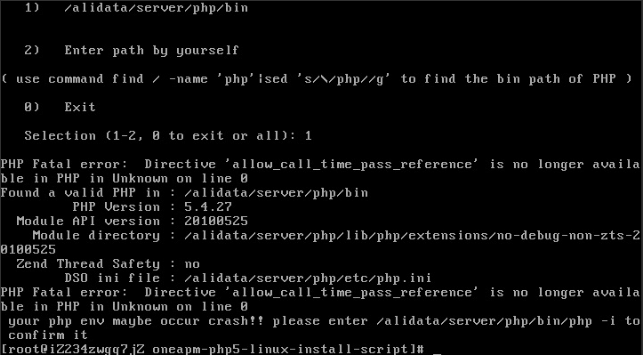 1)   /alidata/server/php/bin
2)   Enter path by yourself
( use command find / -name 'php'|sed 's/\/php//g' to find the bin path of PHP )
0)   Exit
Selection (1-2, 0 to exit or all): 1
PHP Fatal error:  Directive 'allow_call_time_pass_reference' is no longer availa
ble in PHP in Unknown on line 0
Found a valid PHP in : /alidata/server/php/bin
PHP Version : 5.4.27
Module API version : 20100525
Module directory : /alidata/server/php/lib/php/extensions/no-debug-non-zts-2
0100525
Zend Thread Safety : no
DSO ini file : /alidata/server/php/etc/php.ini
PHP Fatal error:  Directive 'allow_call_time_pass_reference' is no longer availa
ble in PHP in Unknown on line 0
your php env maybe occur crash!! please enter /alidata/server/php/bin/php -i to
confirm it
[root@iZ234zwgq7jZ oneapm-php5-linux-install-script]# _